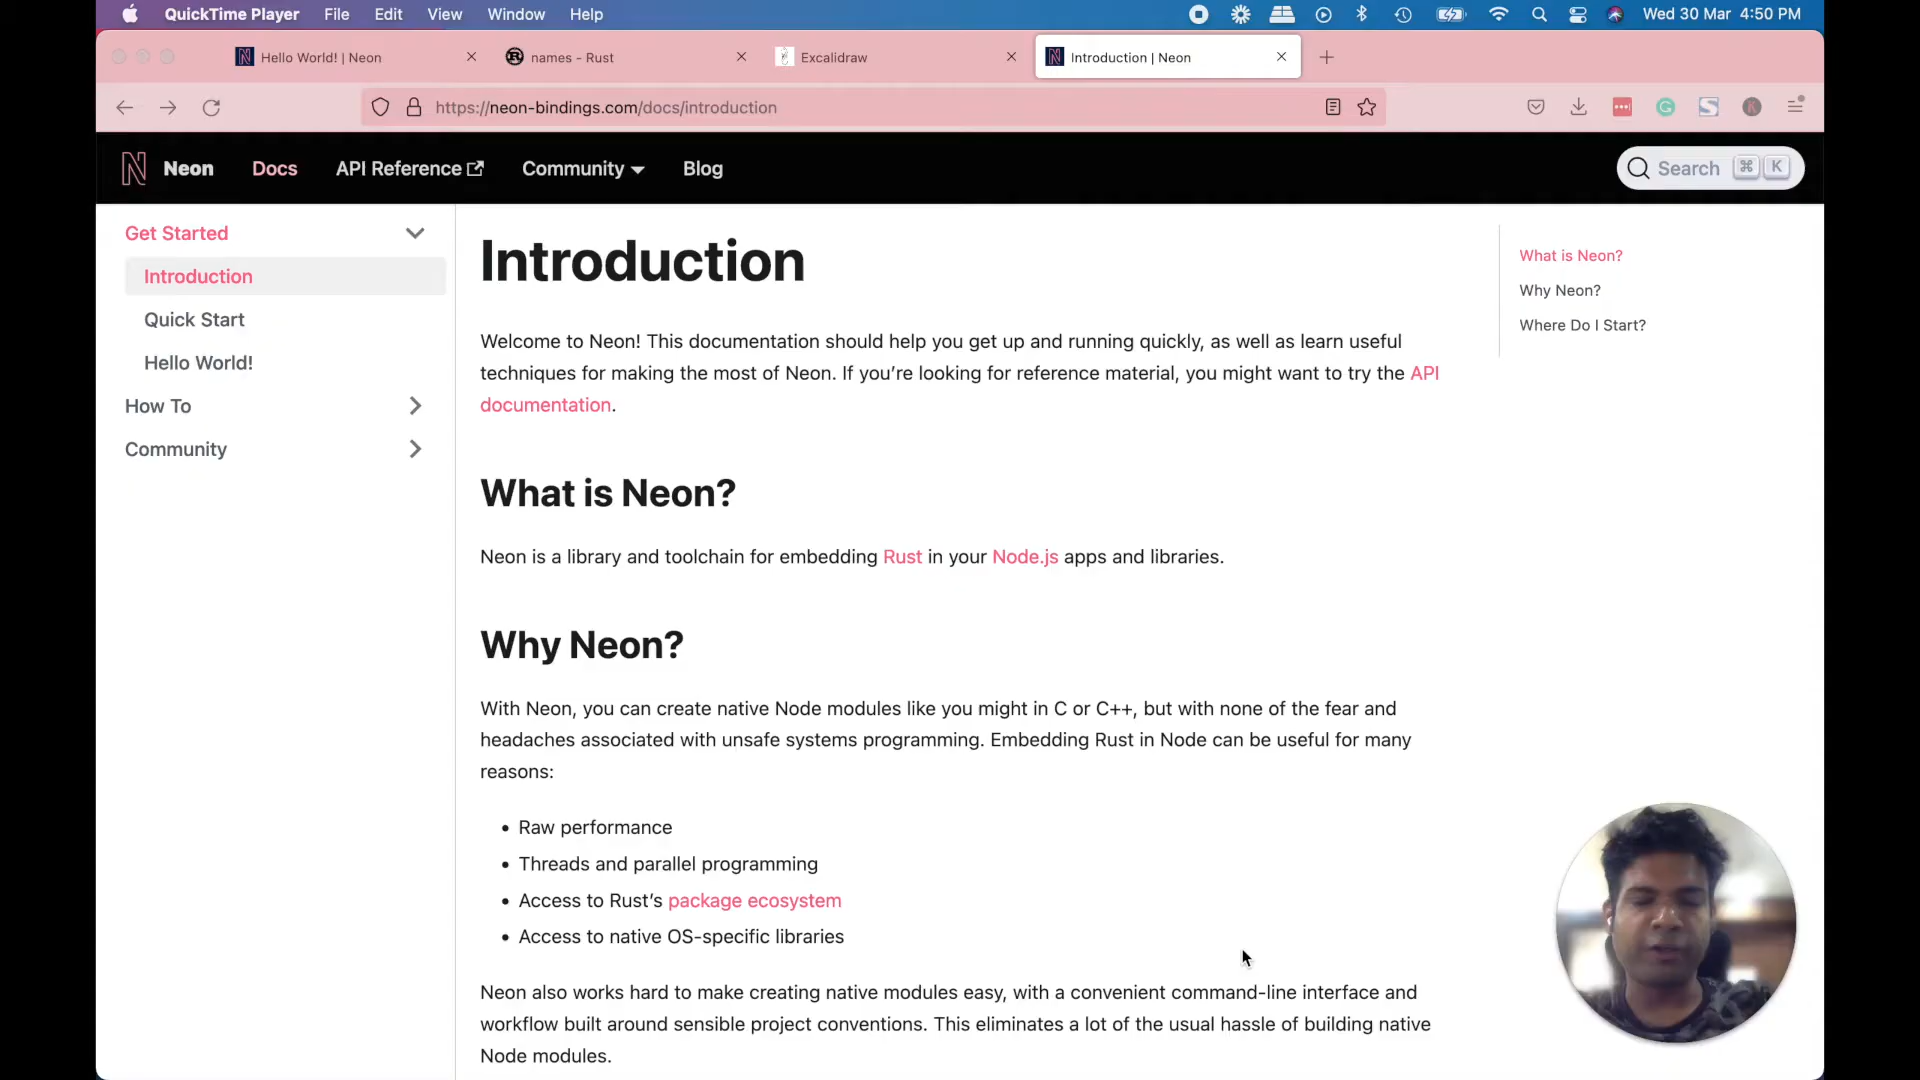 QuickTime Player File Edit View Window Help Wed 30 Mar 4:50 PM
Hello World! | Neon names - Rust Excalidraw Introduction | Neon
https://neon-bindings.com/docs/introduction
Neon Docs API Reference Community Blog Search ⌘ K
Get Started
Introduction
Quick Start
Hello World!
How To
Community
Introduction
Welcome to Neon! This documentation should help you get up and running quickly, as well as learn useful
techniques for making the most of Neon. If you’re looking for reference material, you might want to try the API
documentation.
What is Neon?
Neon is a library and toolchain for embedding Rust in your Node.js apps and libraries.
Why Neon?
With Neon, you can create native Node modules like you might in C or C++, but with none of the fear and
headaches associated with unsafe systems programming. Embedding Rust in Node can be useful for many
reasons:
• Raw performance
• Threads and parallel programming
• Access to Rust’s package ecosystem
• Access to native OS-specific libraries
Neon also works hard to make creating native modules easy, with a convenient command-line interface and
workflow built around sensible project conventions. This eliminates a lot of the usual hassle of building native
Node modules.
What is Neon?
Why Neon?
Where Do I Start?